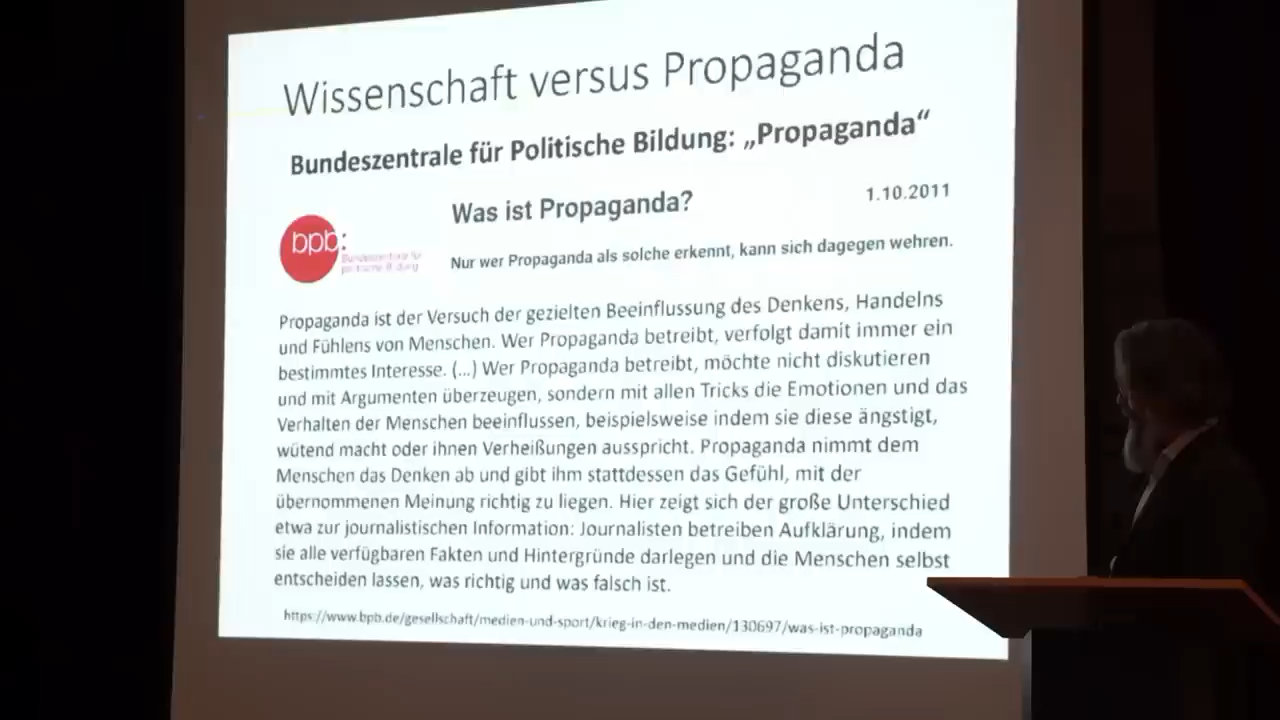 Wissenschaft versus Propaganda
Bundeszentrale für Politische Bildung: „Propaganda“
Was ist Propaganda?
1.10.2011
bpb:
Bundeszentrale für
politische Bildung
Nur wer Propaganda als solche erkennt, kann sich dagegen wehren.
Propaganda ist der Versuch der gezielten Beeinflussung des Denkens, Handelns
und Fühlens von Menschen. Wer Propaganda betreibt, verfolgt damit immer ein
bestimmtes Interesse. (...) Wer Propaganda betreibt, möchte nicht diskutieren
und mit Argumenten überzeugen, sondern mit allen Tricks die Emotionen und das
Verhalten der Menschen beeinflussen, beispielsweise indem sie diese ängstigt,
wütend macht oder ihnen Verheißungen ausspricht. Propaganda nimmt dem
Menschen das Denken ab und gibt ihm stattdessen das Gefühl, mit der
übernommenen Meinung richtig zu liegen. Hier zeigt sich der große Unterschied
etwa zur journalistischen Information: Journalisten betreiben Aufklärung, indem
sie alle verfügbaren Fakten und Hintergründe darlegen und die Menschen selbst
entscheiden lassen, was richtig und was falsch ist.
https://www.bpb.de/gesellschaft/medien-und-sport/krieg-in-den-medien/130697/was-ist-propaganda